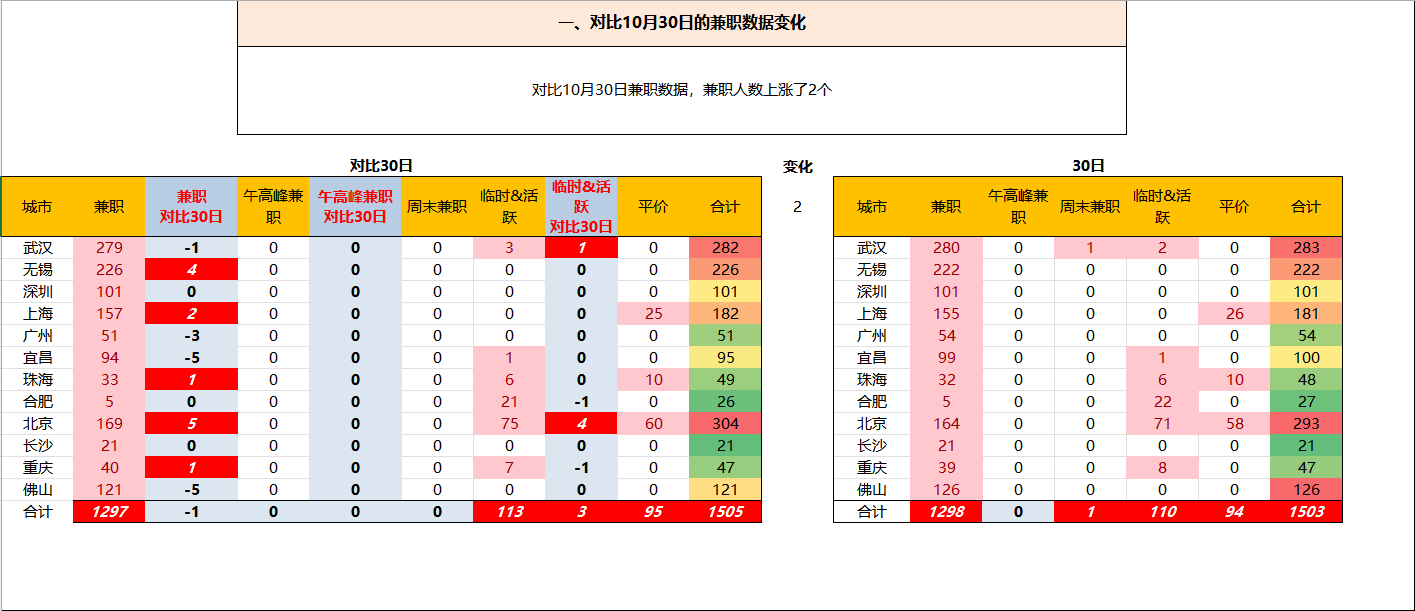 一、对比10月30日的兼职数据变化
对比10月30日兼职数据，兼职人数上涨了2个
对比30日 变化 30日
城市 兼职 兼职 对比30日 午高峰兼职 午高峰兼职 对比30日 周末兼职 临时&活跃 临时&活跃 对比30日 平价 合计 2 城市 兼职 午高峰兼职 周末兼职 临时&活跃 平价 合计
武汉 279 -1 0 0 0 3 1 0 282 武汉 280 0 1 2 0 283
无锡 226 4 0 0 0 0 0 0 226 无锡 222 0 0 0 0 222
深圳 101 0 0 0 0 0 0 0 101 深圳 101 0 0 0 0 101
上海 157 2 0 0 0 0 0 25 182 上海 155 0 0 0 26 181
广州 51 -3 0 0 0 0 0 0 51 广州 54 0 0 0 0 54
宜昌 94 -5 0 0 0 1 0 0 95 宜昌 99 0 0 1 0 100
珠海 33 1 0 0 0 6 0 10 49 珠海 32 0 0 6 10 48
合肥 5 0 0 0 0 21 -1 0 26 合肥 5 0 0 22 0 27
北京 169 5 0 0 0 75 4 60 304 北京 164 0 0 71 58 293
长沙 21 0 0 0 0 0 0 0 21 长沙 21 0 0 0 0 21
重庆 40 1 0 0 0 7 -1 0 47 重庆 39 0 0 8 0 47
佛山 121 -5 0 0 0 0 0 0 121 佛山 126 0 0 0 0 126
合计 1297 -1 0 0 0 113 3 95 1505 合计 1298 0 1 110 94 1503